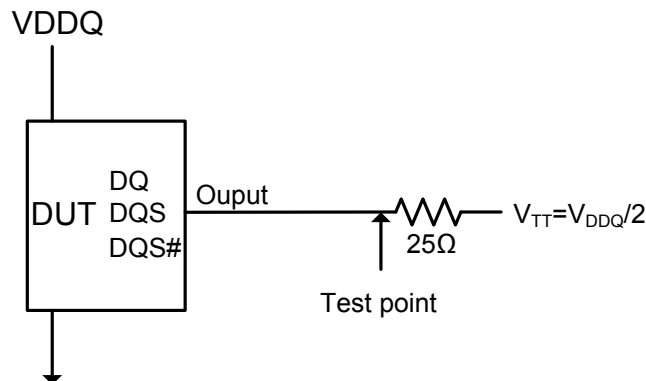 VDDQ
DQ
DUT DQS
DQS#
Ouput
25Ω
V_TT=V_DDQ/2
Test point